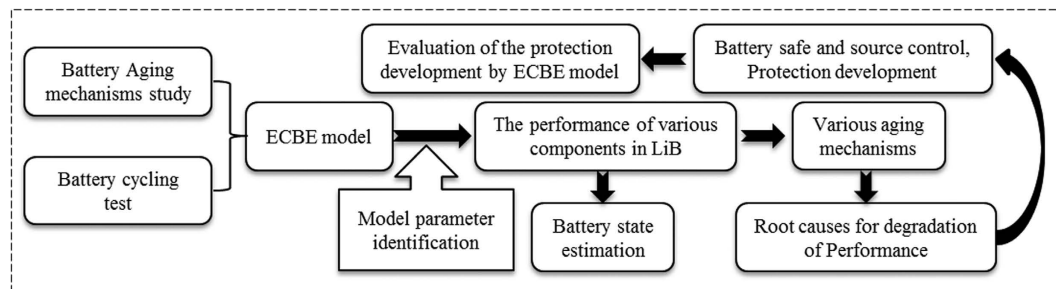 Battery Aging
mechanisms study
Battery cycling
test
ECBE model
Model parameter
identification
The performance of various
components in LiB
Battery state
estimation
Various aging
mechanisms
Root causes for degradation
of Performance
Battery safe and source control,
Protection development
Evaluation of the protection
development by ECBE model